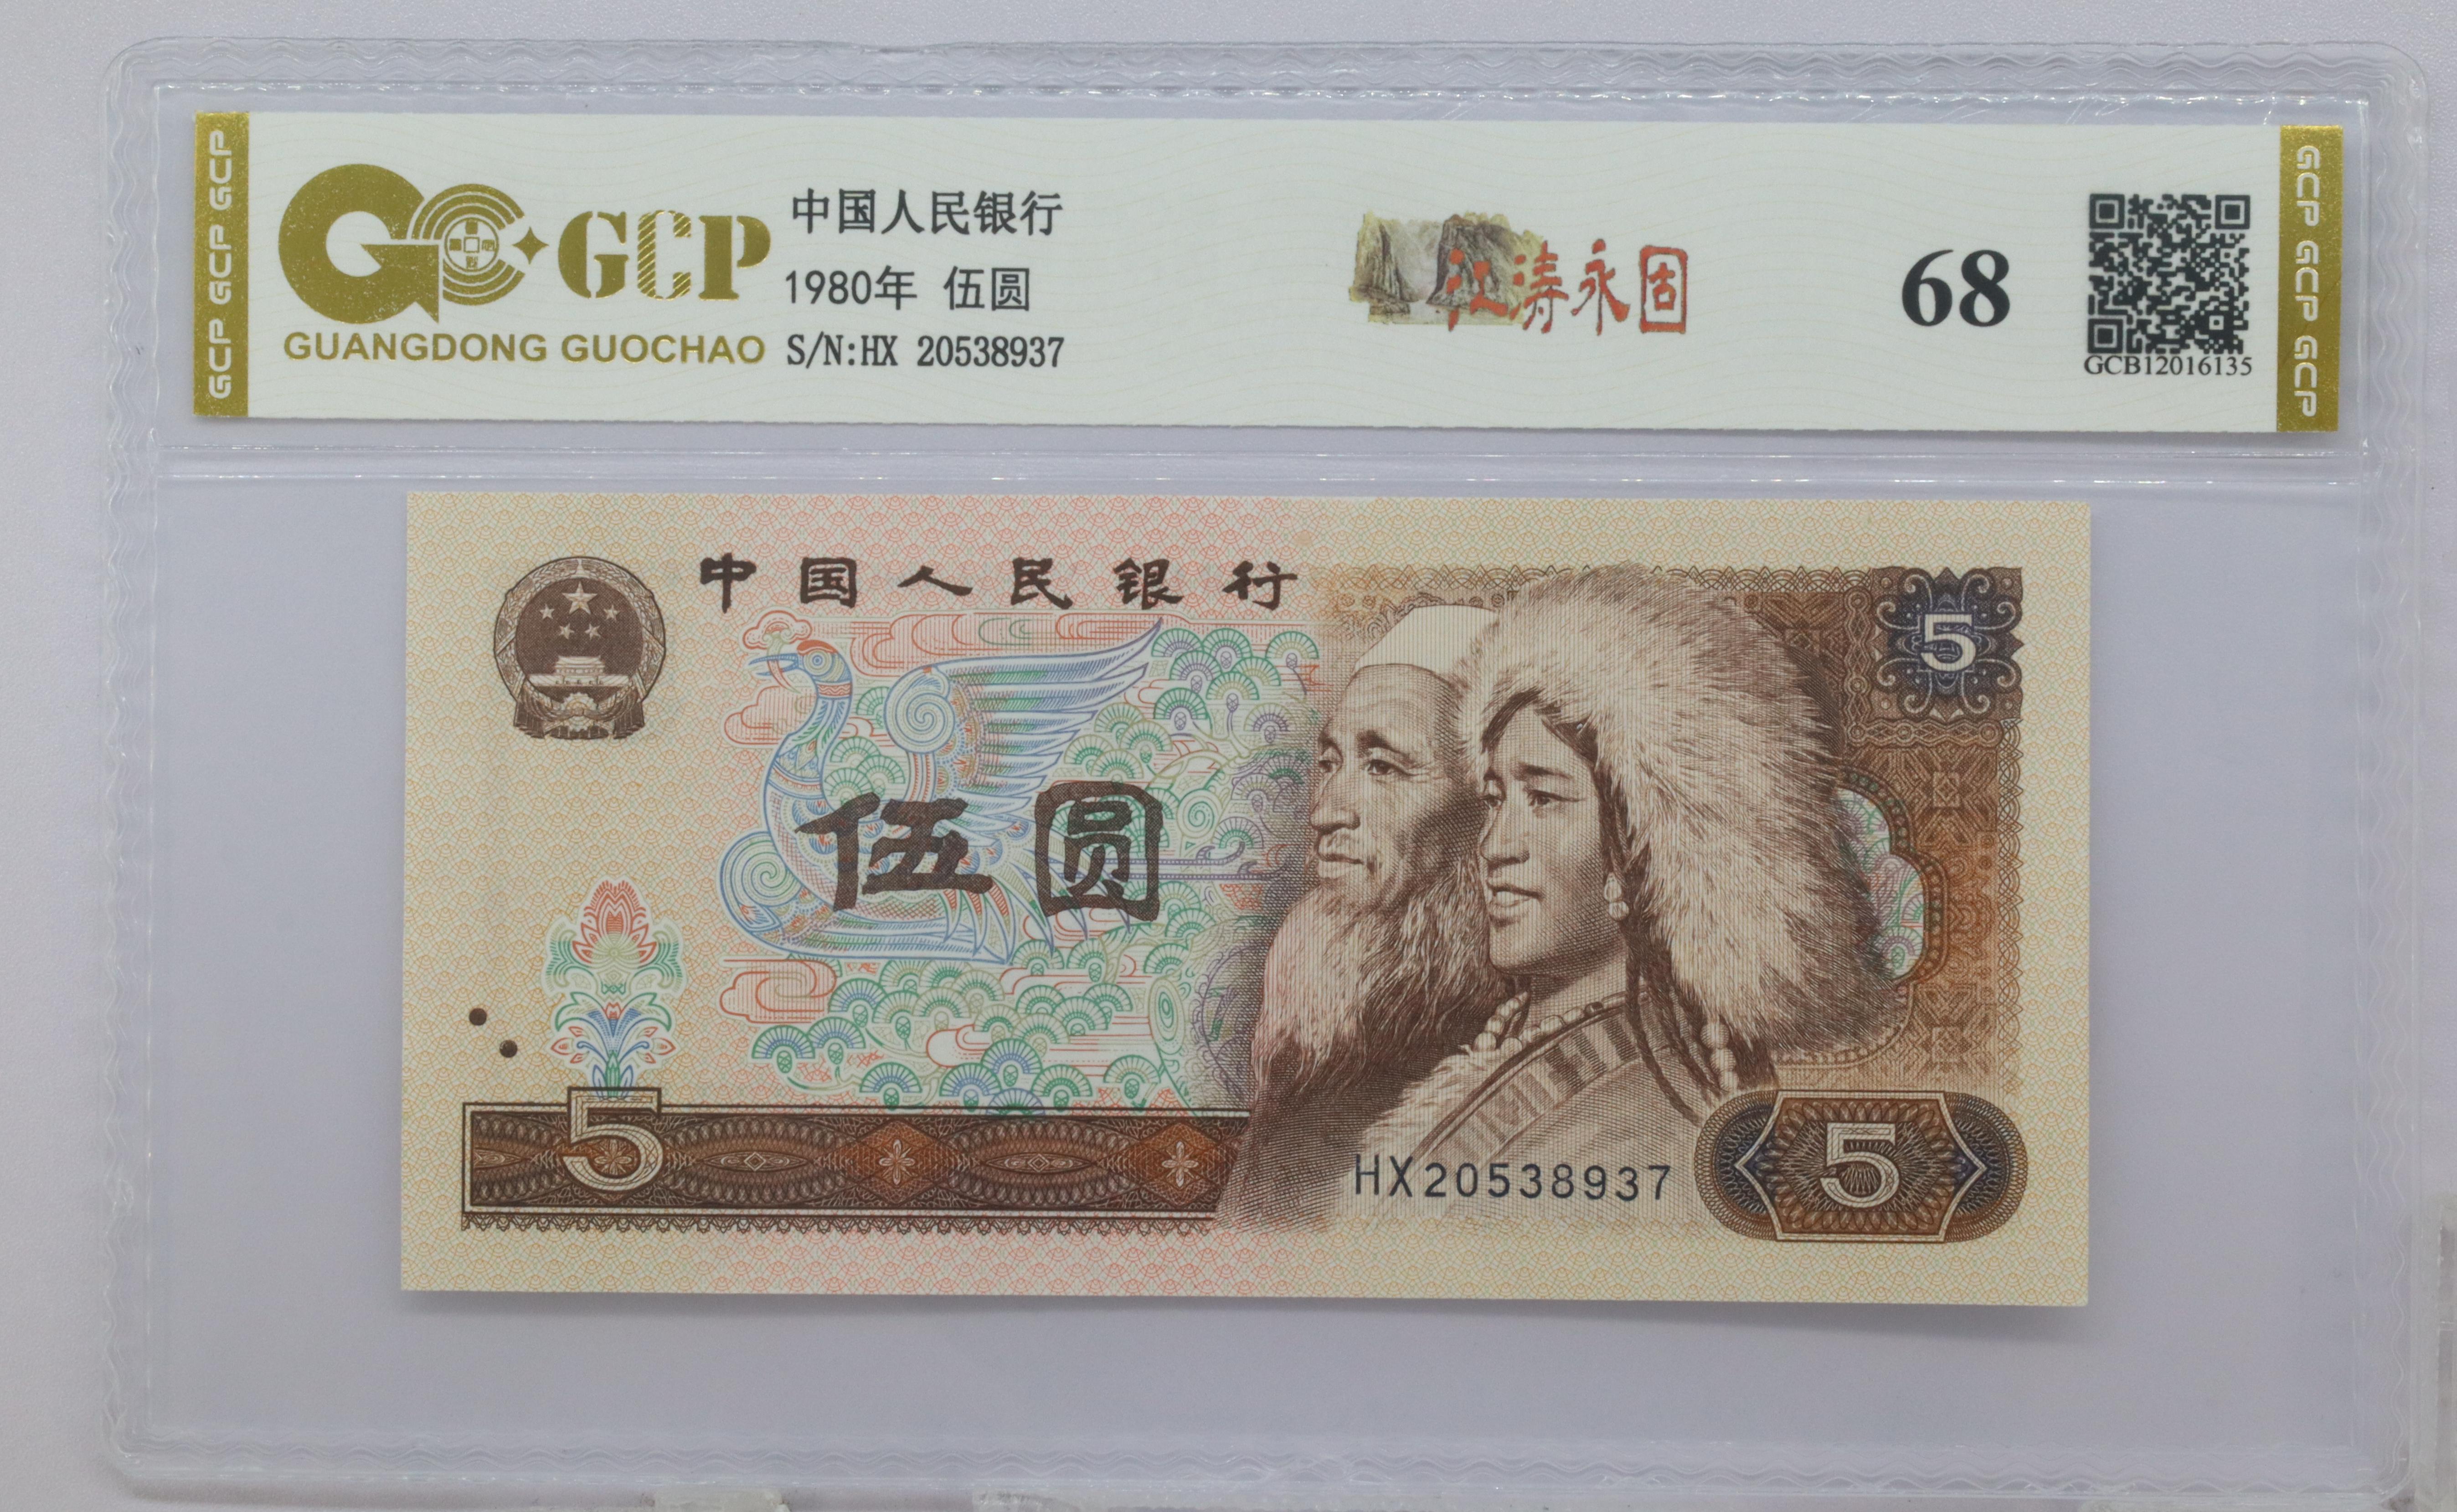 GCP GCP GCP
GCP
GUANGDONG GUOCHAO
中国人民银行
1980年 伍圆
S/N:HX 20538937
江涛永固
68
GCB12016135
GCP GCP GCP
中国人民银行
5
伍圆
5
HX20538937
5